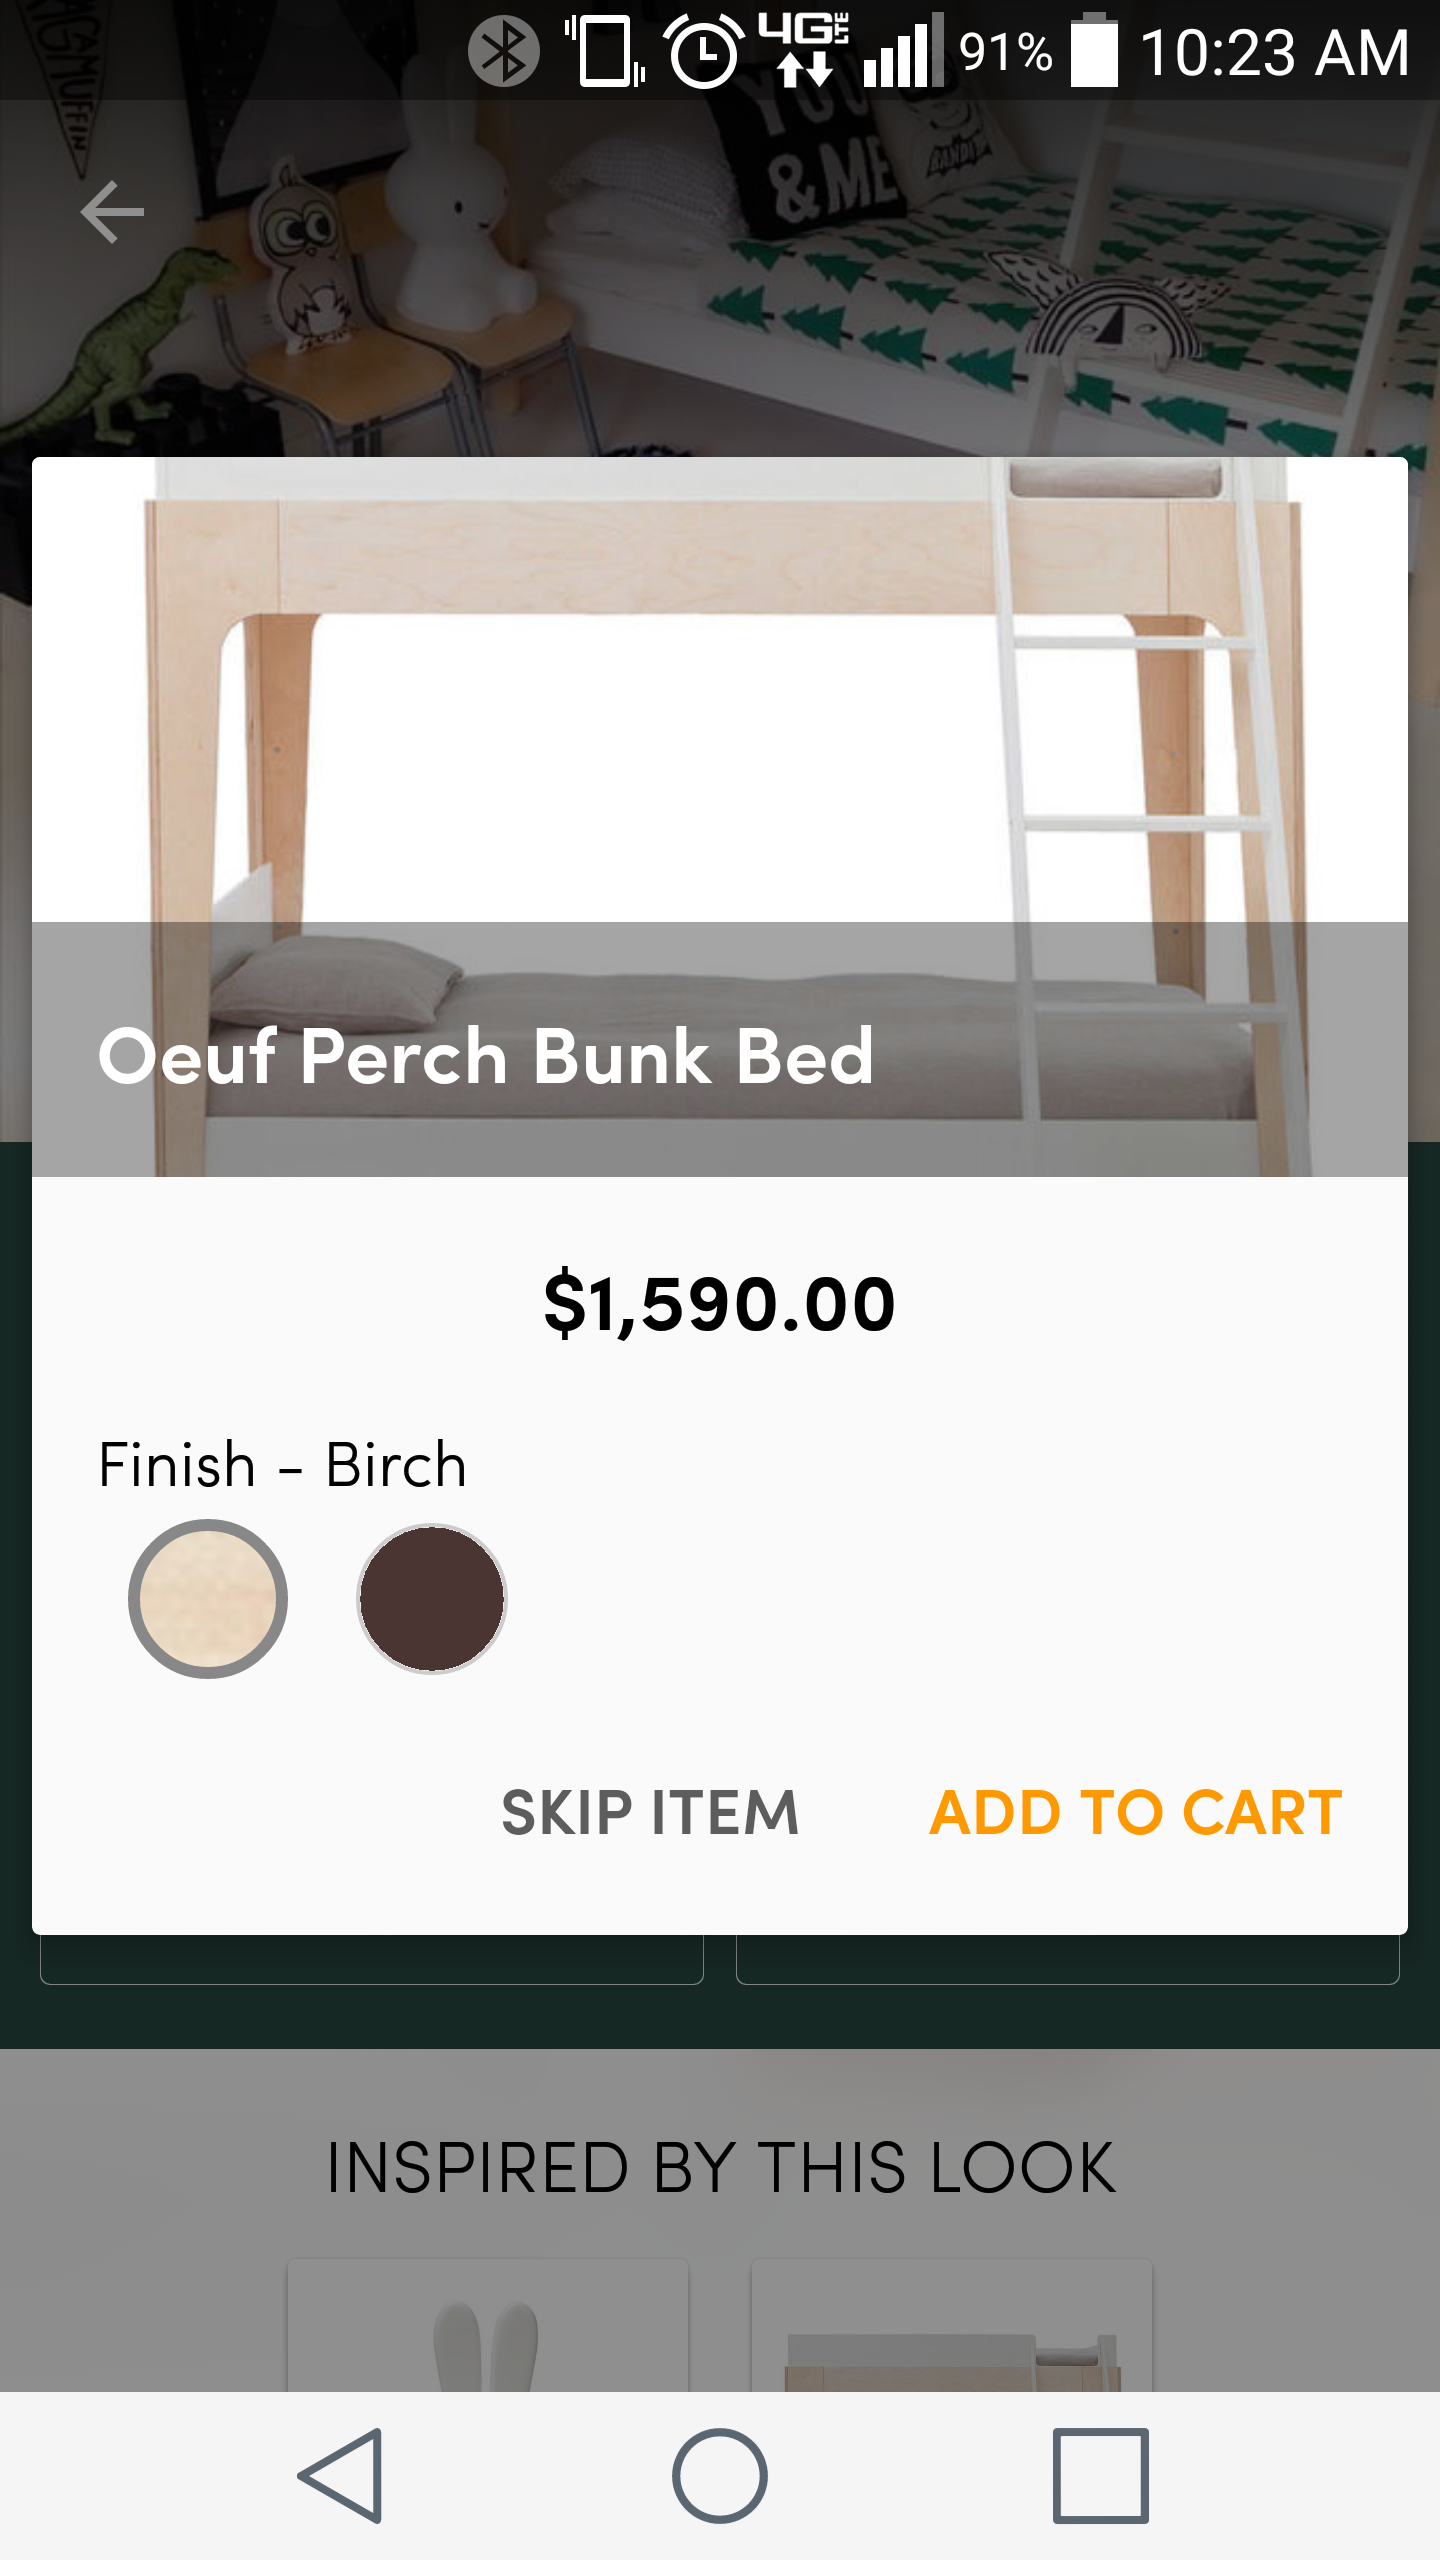 4G LTE 91% 10:23 AM
RAGAMUFFIN
YOU
& ME
BANDIT
Oeuf Perch Bunk Bed
$1,590.00
Finish - Birch
SKIP ITEM ADD TO CART
INSPIRED BY THIS LOOK